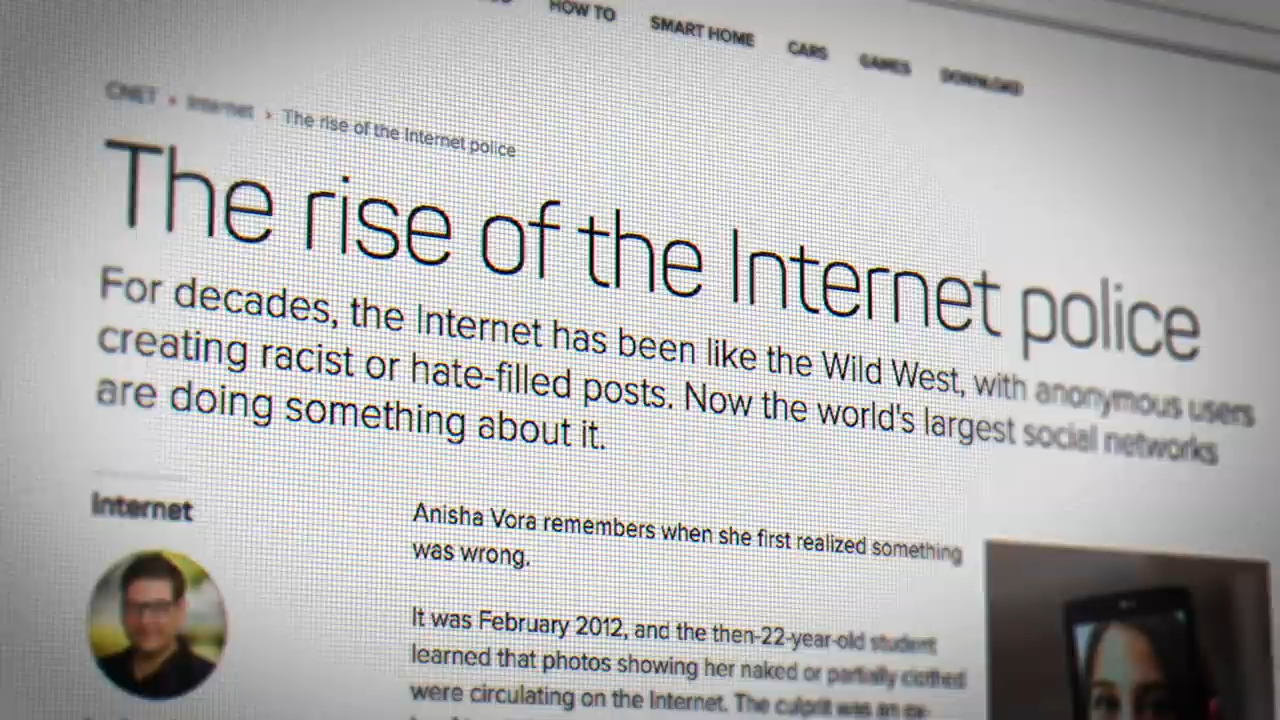 HOW TO SMART HOME CARS GAMES DOWNLOAD
CNET > Internet > The rise of the Internet police
The rise of the Internet police
For decades, the Internet has been like the Wild West, with anonymous users
creating racist or hate-filled posts. Now the world's largest social networks
are doing something about it.
Internet
Anisha Vora remembers when she first realized something
was wrong.
It was February 2012, and the then-22-year-old student
learned that photos showing her naked or partially clothed
were circulating on the Internet. The culprit was an ex-